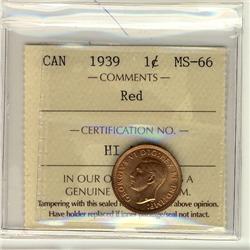 CAN 1939 1¢ MS-66
COMMENTS
Red
CERTIFICATION NO.
HI
IN OUR O S A
GENUINE M.
Tampering with this sealed above opinion.
Have holder replaced if inner seal/not intact.